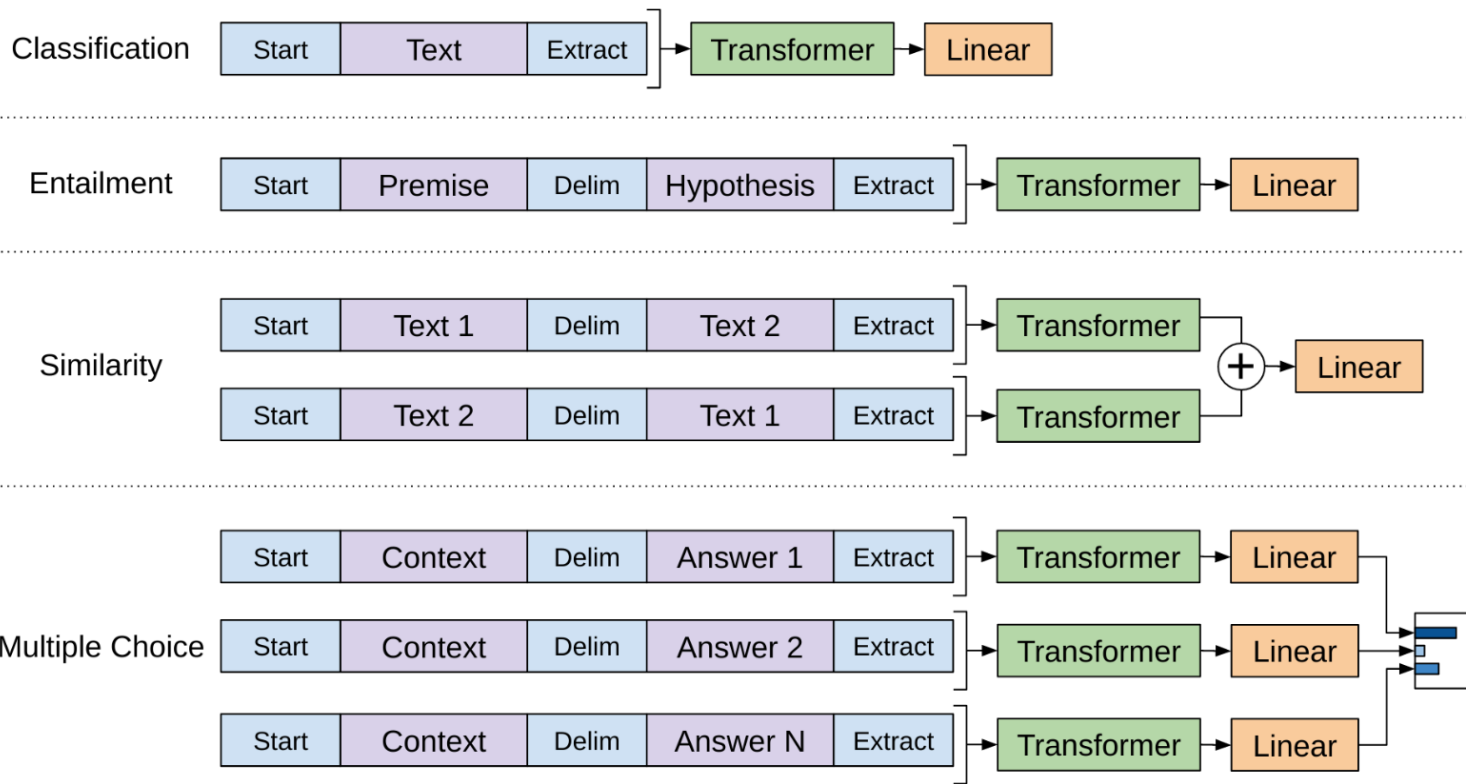 Classification Start Text Extract Transformer Linear
Entailment Start Premise Delim Hypothesis Extract Transformer Linear
Start Text 1 Delim Text 2 Extract Transformer
Similarity + Linear
Start Text 2 Delim Text 1 Extract Transformer
Start Context Delim Answer 1 Extract Transformer Linear
Multiple Choice Start Context Delim Answer 2 Extract Transformer Linear
Start Context Delim Answer N Extract Transformer Linear